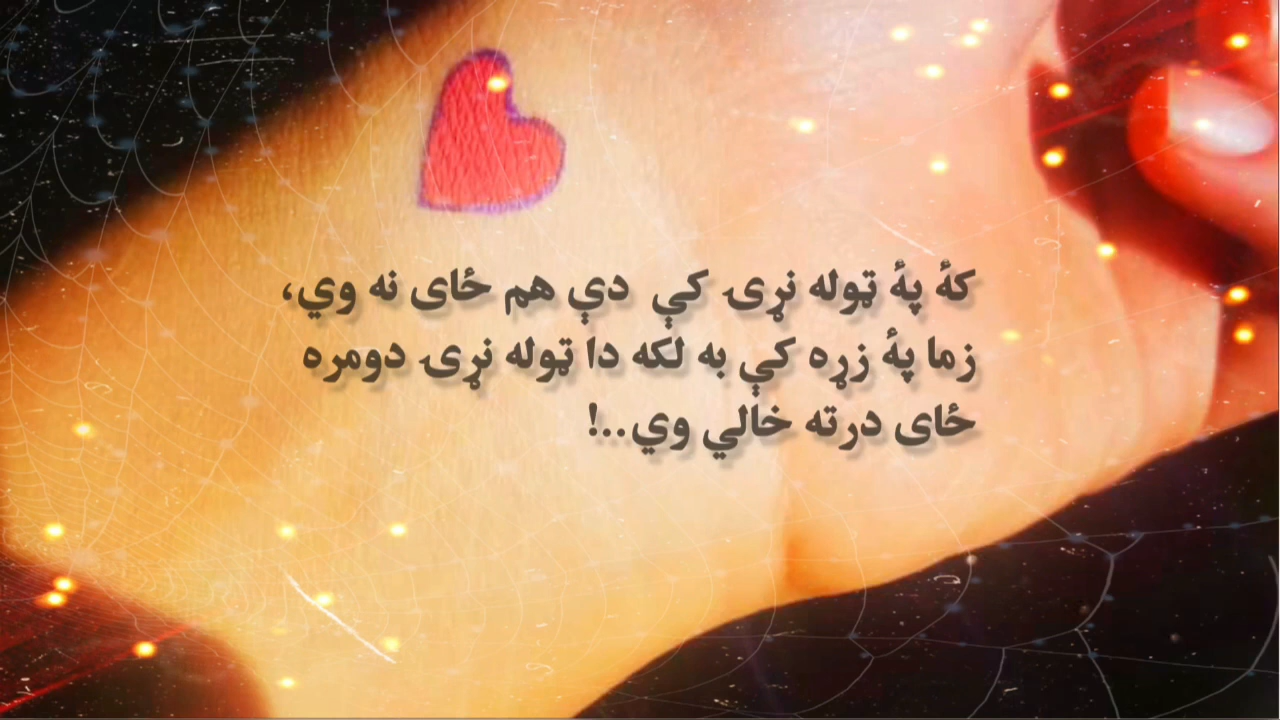 کهٔ پهٔ ټوله نړۍ کې دې هم ځای نه وي،
زما پهٔ زړه کې به لکه دا ټوله نړۍ دومره
ځای درته خالي وي..!